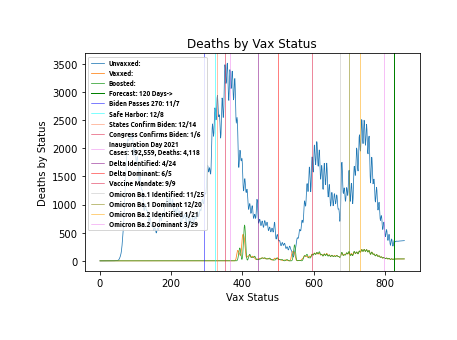 Deaths by Vax Status
Deaths by Status
3500
3000
2500
2000
1500
1000
500
0
Unvaxxed:
Vaxxed:
Boosted:
Forecast: 120 Days->
Biden Passes 270: 11/7
Safe Harbor: 12/8
States Confirm Biden: 12/14
Congress Confirms Biden: 1/6
Inauguration Day 2021
Cases: 192,559, Deaths: 4,118
Delta Identified: 4/24
Delta Dominant: 6/5
Vaccine Mandate: 9/9
Omicron Ba.1 Identified: 11/25
Omicron Ba.1 Dominant 12/20
Omicron Ba.2 Identified 1/21
Omicron Ba.2 Dominant 3/29
0 200 400 600 800
Vax Status